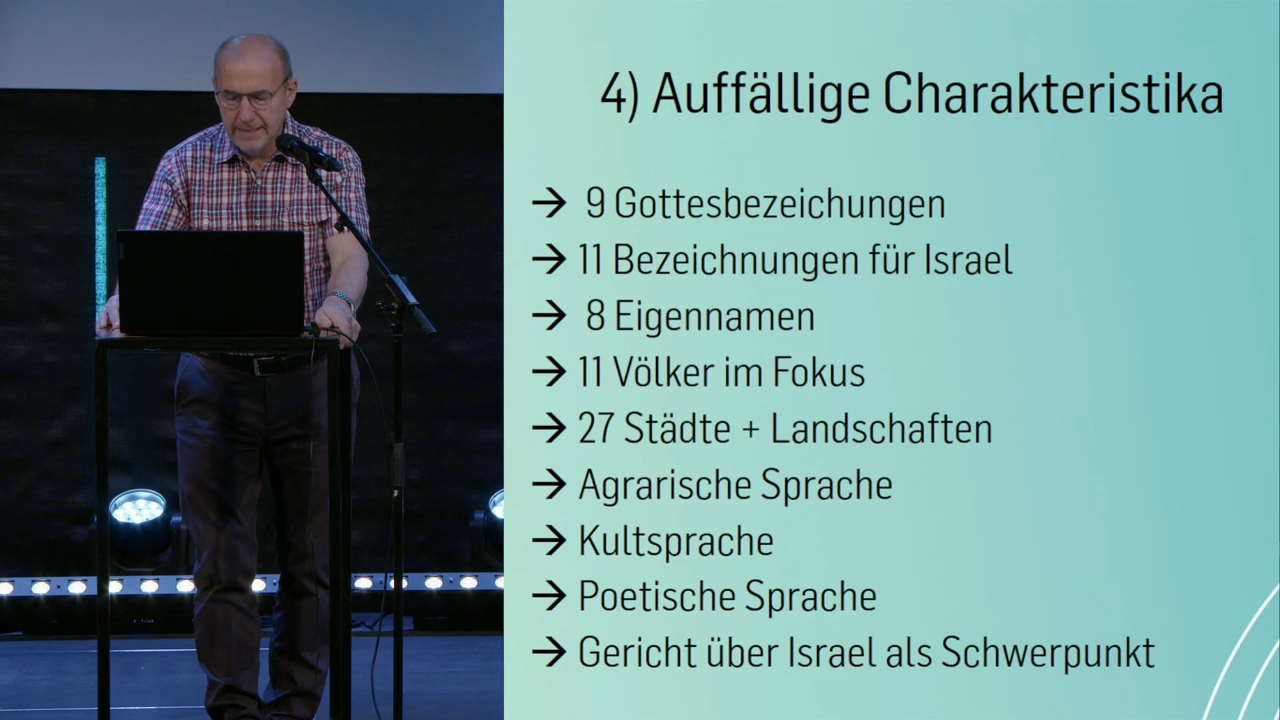 4) Auffällige Charakteristika
→ 9 Gottesbezeichungen
→ 11 Bezeichnungen für Israel
→ 8 Eigennamen
→ 11 Völker im Fokus
→ 27 Städte + Landschaften
→ Agrarische Sprache
→ Kultsprache
→ Poetische Sprache
→ Gericht über Israel als Schwerpunkt